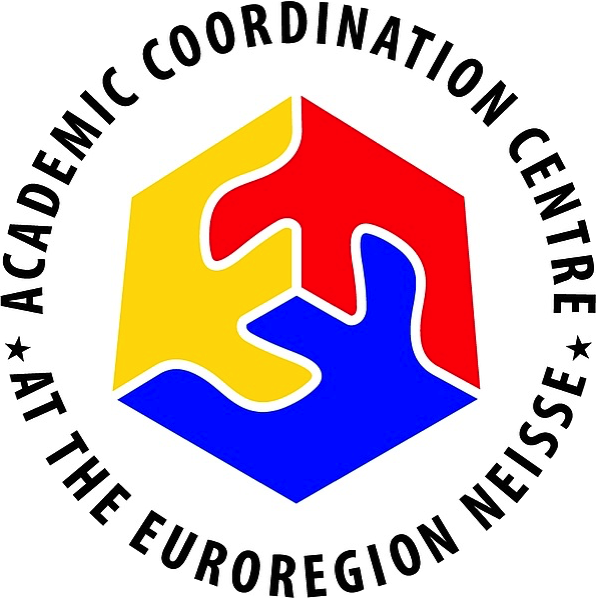 ACADEMIC COORDINATION CENTRE
AT THE EUROREGION NEISSE